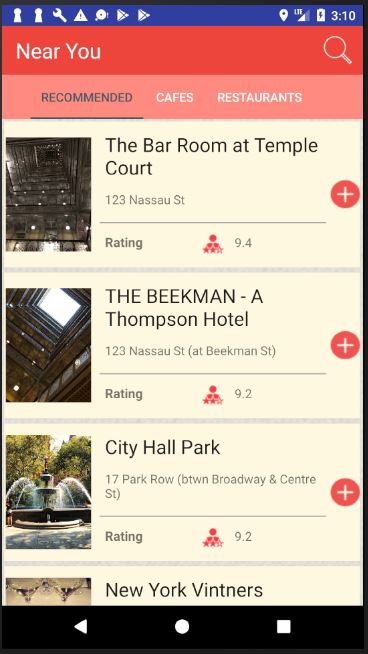 LTE 3:10
Near You
RECOMMENDED CAFES RESTAURANTS
The Bar Room at Temple
Court
123 Nassau St
Rating 9.4
THE BEEKMAN - A
Thompson Hotel
123 Nassau St (at Beekman St)
Rating 9.2
City Hall Park
17 Park Row (btwn Broadway & Centre
St)
Rating 9.2
New York Vintners